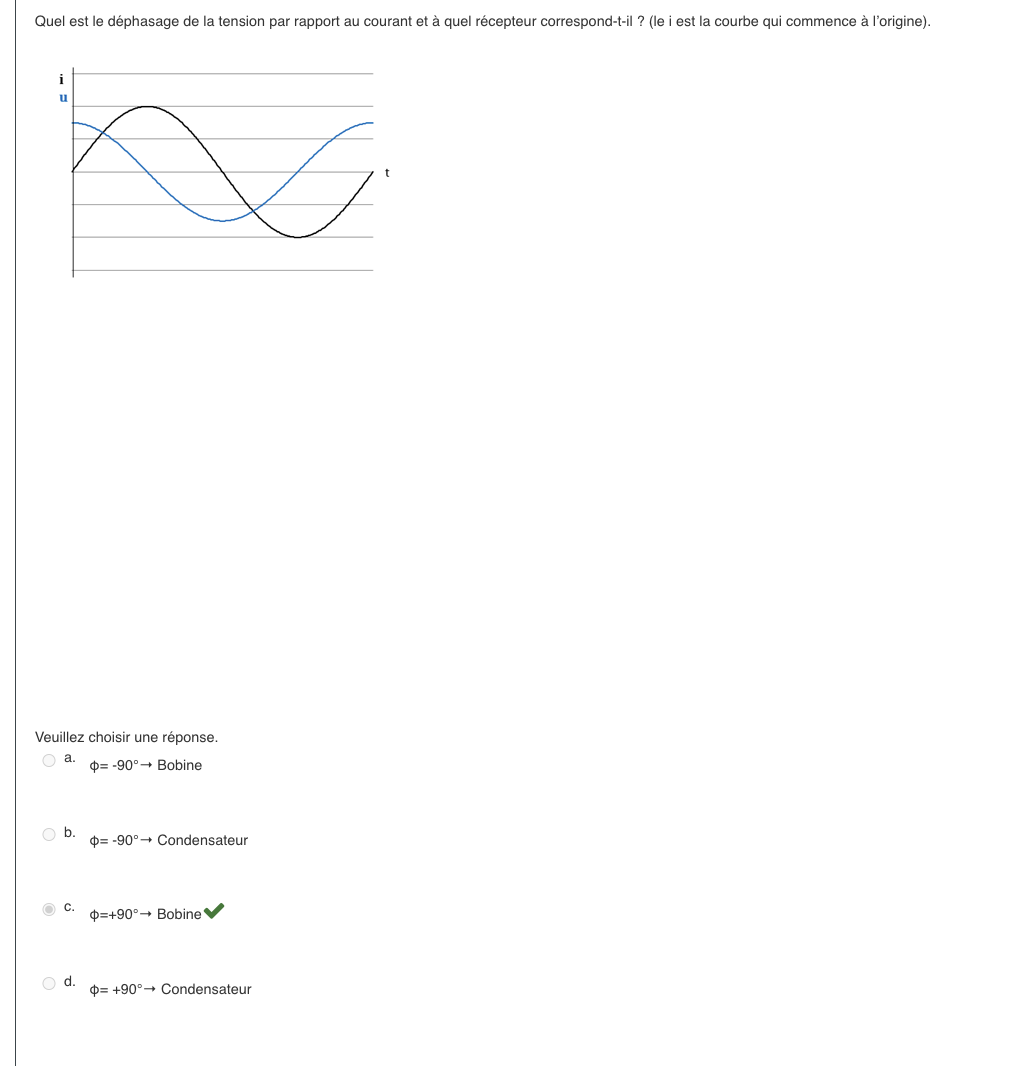 Quel est le déphasage de la tension par rapport au courant et à quel récepteur correspond-t-il ? (le i est la courbe qui commence à l'origine).
i
u
t
Veuillez choisir une réponse.
a. ϕ= -90°→ Bobine
b. ϕ= -90°→ Condensateur
c. ϕ=+90°→ Bobine
d. ϕ= +90°→ Condensateur